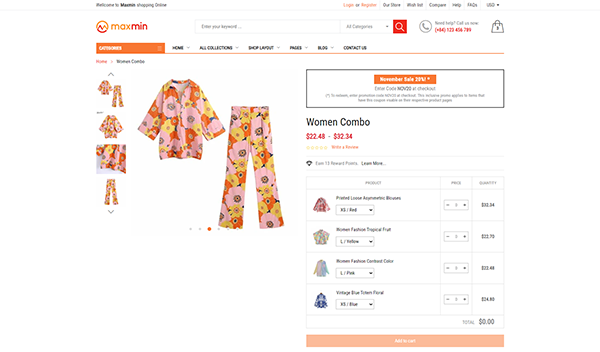 Welcome to Maxmin shopping Online
Login or Register
Our Store
Wish list
Compare
Help
FAQs
USD
maxmin
Enter your keyword ...
All Categories
Need help? Call us now:
(+84) 123 456 789
0
CATEGORIES
HOME
ALL COLLECTIONS
SHOP LAYOUT
PAGES
BLOG
CONTACT US
Home > Women Combo
November Sale 20%! *
Enter Code NOV20 at checkout.
(*) To redeem, enter promotion code NOV20 at checkout. This inclusive promo applies to items that
have this coupon models on their respective product pages.
Women Combo
$22.48 - $32.34
Write a Review
Earn 13 Reward Points Learn More...
PRODUCT
PRICE
QUANTITY
Printed Loose Asymmetric Blouses
XS / Red
− 0 +
$32,34
Women Fashion Tropical Fruit
L / Yellow
− 0 +
$22,70
Women Fashion Contrast Color
L / Pink
− 0 +
$22.48
Vintage Blue Totem Floral
XS / Blue
− 0 +
$24.80
TOTAL $0.00
Add to cart